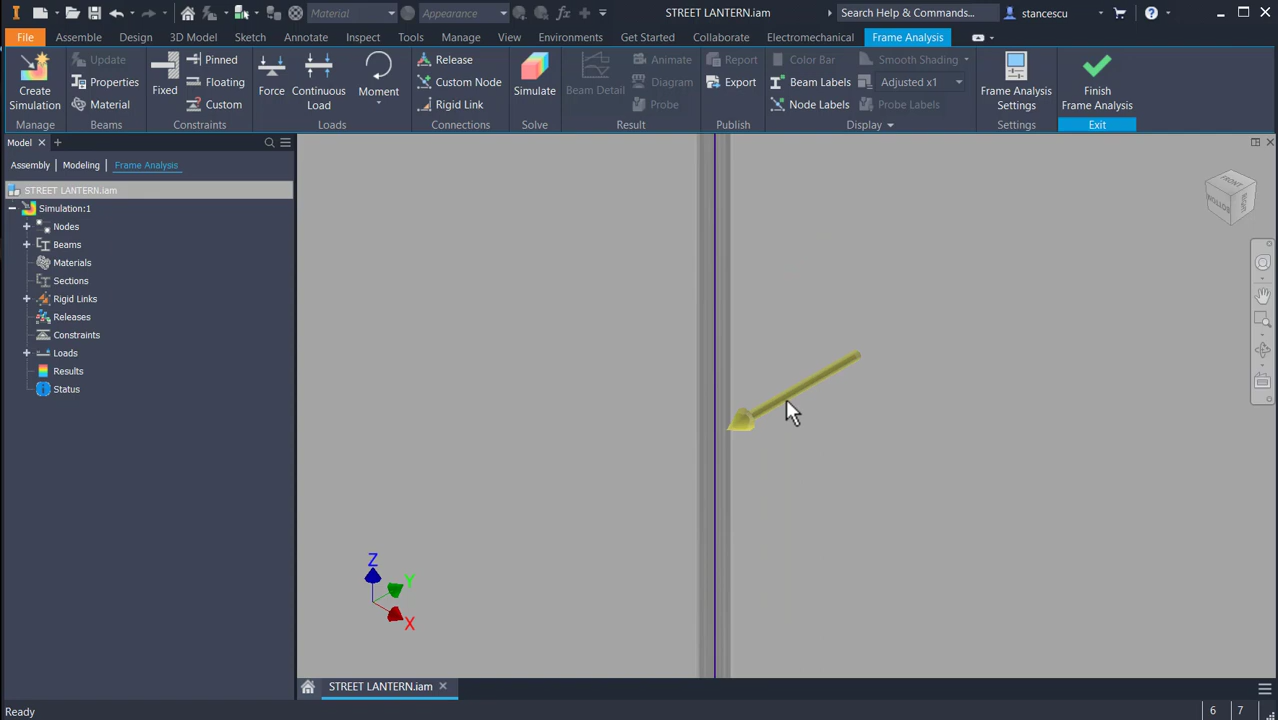 Material
Appearance
STREET LANTERN.iam
Search Help & Commands...
stancescu
File
Assemble
Design
3D Model
Sketch
Annotate
Inspect
Tools
Manage
View
Environments
Get Started
Collaborate
Electromechanical
Frame Analysis
Create
Simulation
Manage
Update
Properties
Material
Beams
Fixed
Pinned
Floating
Custom
Constraints
Force
Continuous
Load
Moment
Loads
Release
Custom Node
Rigid Link
Connections
Simulate
Solve
Beam Detail
Animate
Diagram
Probe
Result
Report
Export
Publish
Color Bar
Beam Labels
Node Labels
Smooth Shading
Adjusted x1
Probe Labels
Display
Frame Analysis
Settings
Settings
Finish
Frame Analysis
Exit
Model
Assembly
Modeling
Frame Analysis
STREET LANTERN.iam
Simulation:1
Nodes
Beams
Materials
Sections
Rigid Links
Releases
Constraints
Loads
Results
Status
FRONT
BOTTOM
Z
Y
X
STREET LANTERN.iam
Ready
6 7